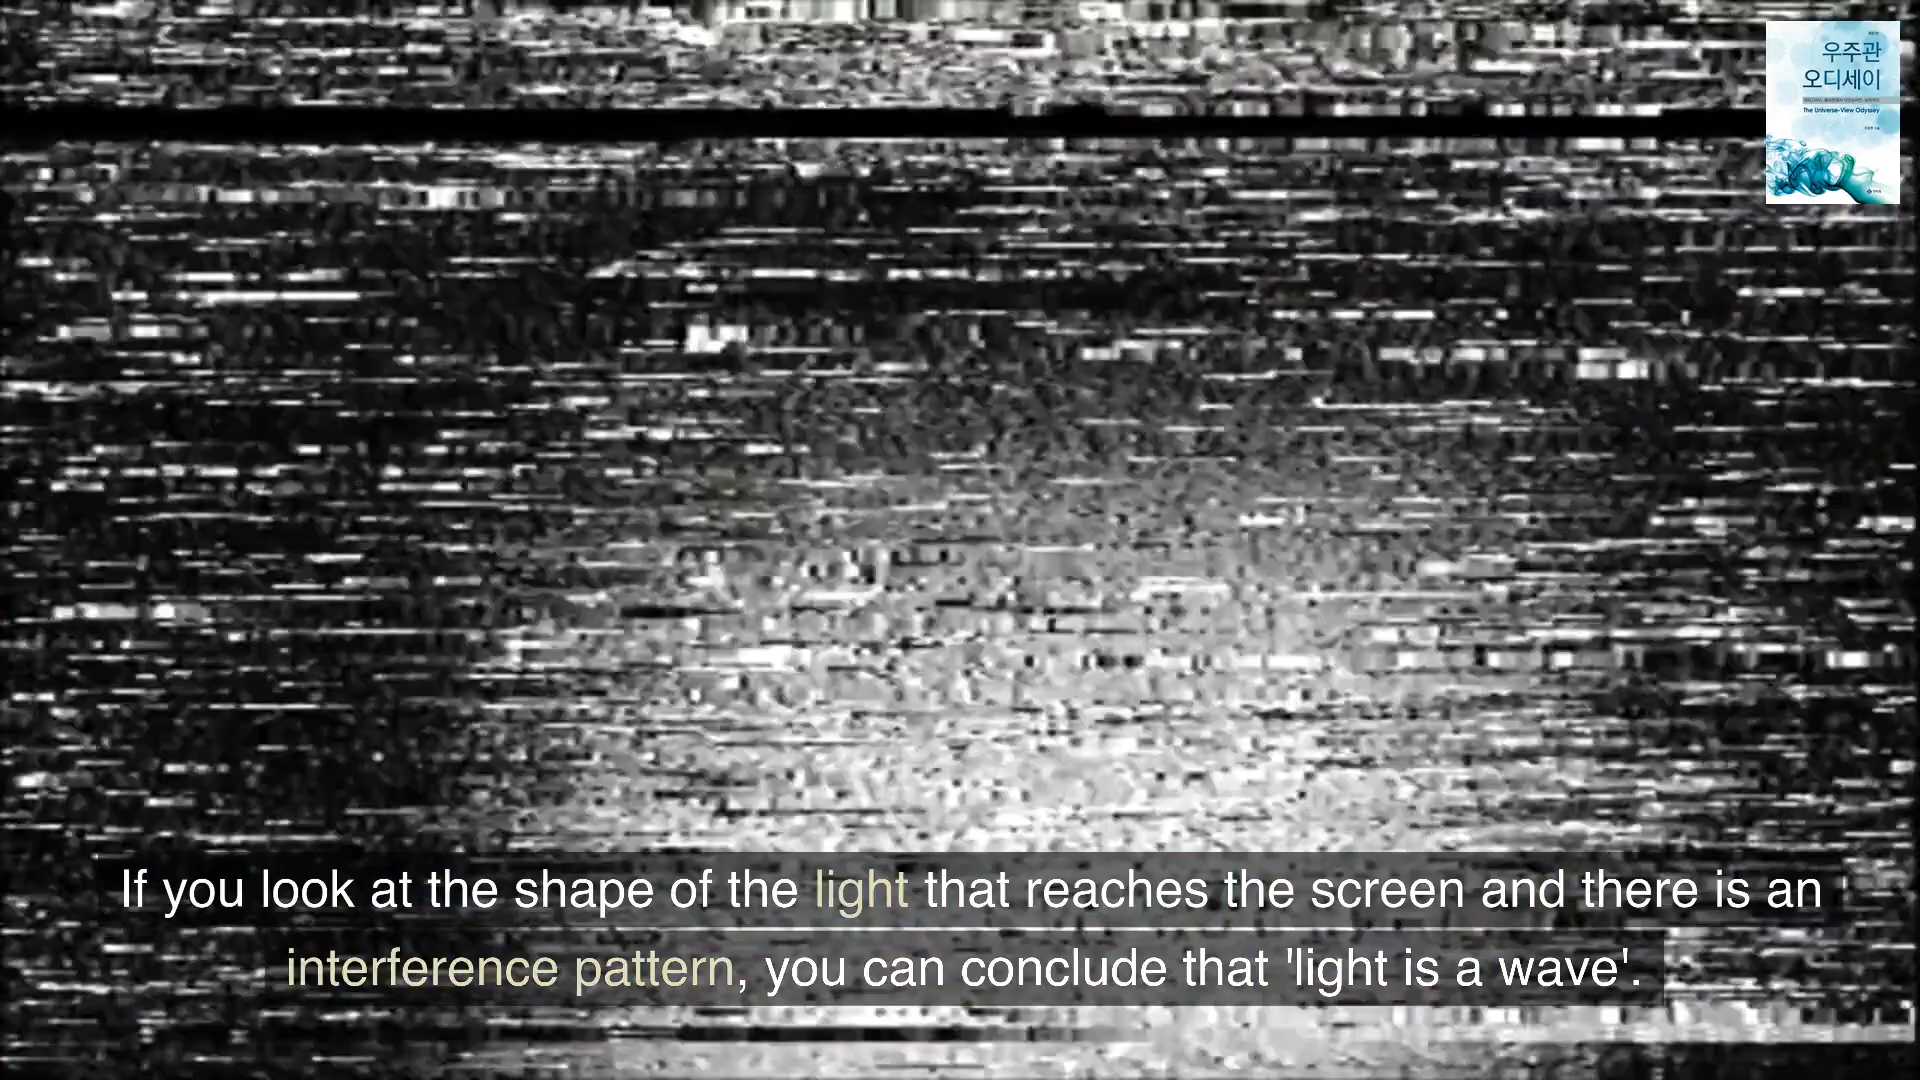 우주관
오디세이
The Universe-View Odyssey
If you look at the shape of the light that reaches the screen and there is an
interference pattern, you can conclude that 'light is a wave'.